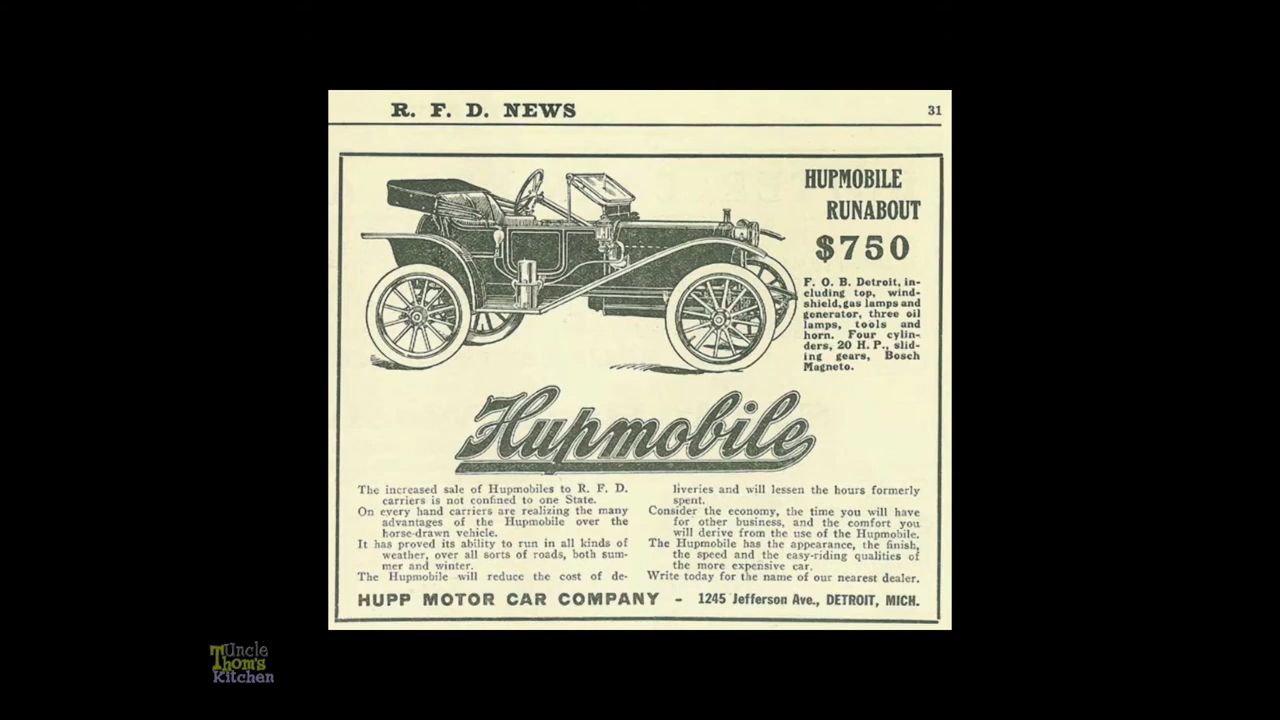 R. F. D. NEWS 31
HUPMOBILE
RUNABOUT
$750
F. O. B. Detroit, in-
cluding top, wind-
shield, gas lamps and
generator, three oil
lamps, tools and
horn. Four cylin-
ders, 20 H. P., slid-
ing gears, Bosch
Magneto.
Hupmobile
The increased sale of Hupmobiles to R. F. D.
carriers is not confined to one State.
On every hand carriers are realizing the many
advantages of the Hupmobile over the
horse-drawn vehicle.
It has proved its ability to run in all kinds of
weather, over all sorts of roads, both sum-
mer and winter.
The Hupmobile will reduce the cost of de-
liveries and will lessen the hours formerly
spent.
Consider the economy, the time you will have
for other business, and the comfort you
will derive from the use of the Hupmobile.
The Hupmobile has the appearance, the finish,
the speed and the easy-riding qualities of
the more expensive car.
Write today for the name of our nearest dealer.
HUPP MOTOR CAR COMPANY - 1245 Jefferson Ave., DETROIT, MICH.
Uncle
Thom's
Kitchen